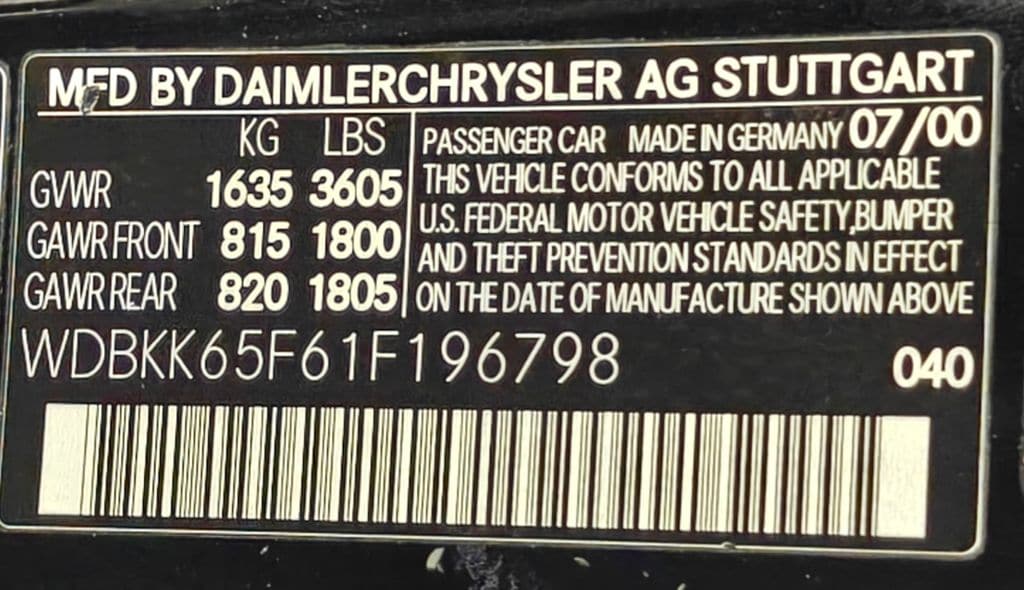 MFD BY DAIMLERCHRYSLER AG STUTTGART
KG LBS
GVWR 1635 3605
GAWR FRONT 815 1800
GAWR REAR 820 1805
PASSENGER CAR MADE IN GERMANY 07/00
THIS VEHICLE CONFORMS TO ALL APPLICABLE
U.S. FEDERAL MOTOR VEHICLE SAFETY,BUMPER
AND THEFT PREVENTION STANDARDS IN EFFECT
ON THE DATE OF MANUFACTURE SHOWN ABOVE
WDBKK65F61F196798 040